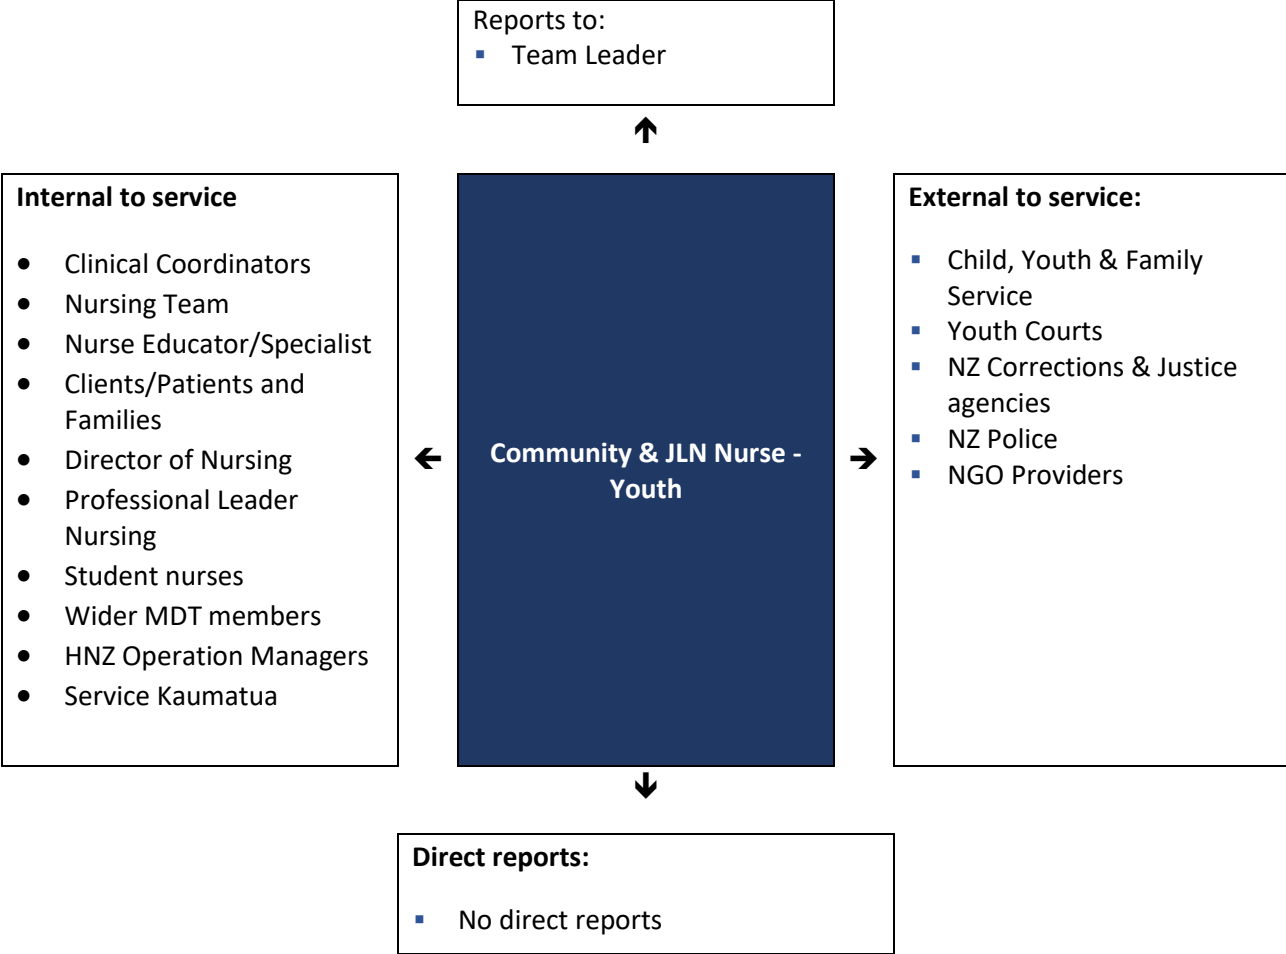 Reports to:
▪ Team Leader
Internal to service
● Clinical Coordinators
● Nursing Team
● Nurse Educator/Specialist
● Clients/Patients and
Families
● Director of Nursing
● Professional Leader
Nursing
● Student nurses
● Wider MDT members
● HNZ Operation Managers
● Service Kaumatua
Community & JLN Nurse -
Youth
External to service:
▪ Child, Youth & Family
Service
▪ Youth Courts
▪ NZ Corrections & Justice
agencies
▪ NZ Police
▪ NGO Providers
Direct reports:
▪ No direct reports